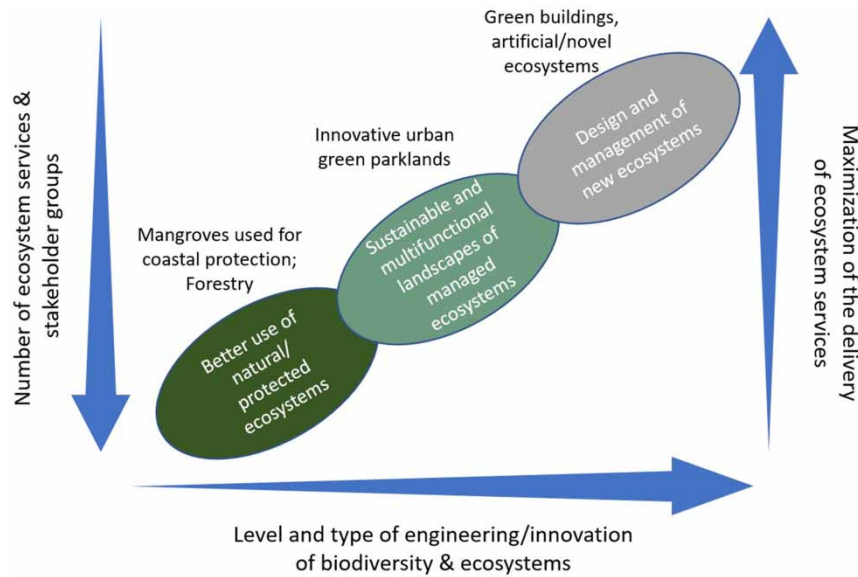 Green buildings,
artificial/novel
ecosystems
Innovative urban
green parklands
Mangroves used for
coastal protection;
Forestry
Design and
management of
new ecosystems
Sustainable and
multifunctional
landscapes of
managed
ecosystems
Better use of
natural/
protected
ecosystems
Number of ecosystem services &
stakeholder groups
Maximization of the delivery
of ecosystem services
Level and type of engineering/innovation
of biodiversity & ecosystems